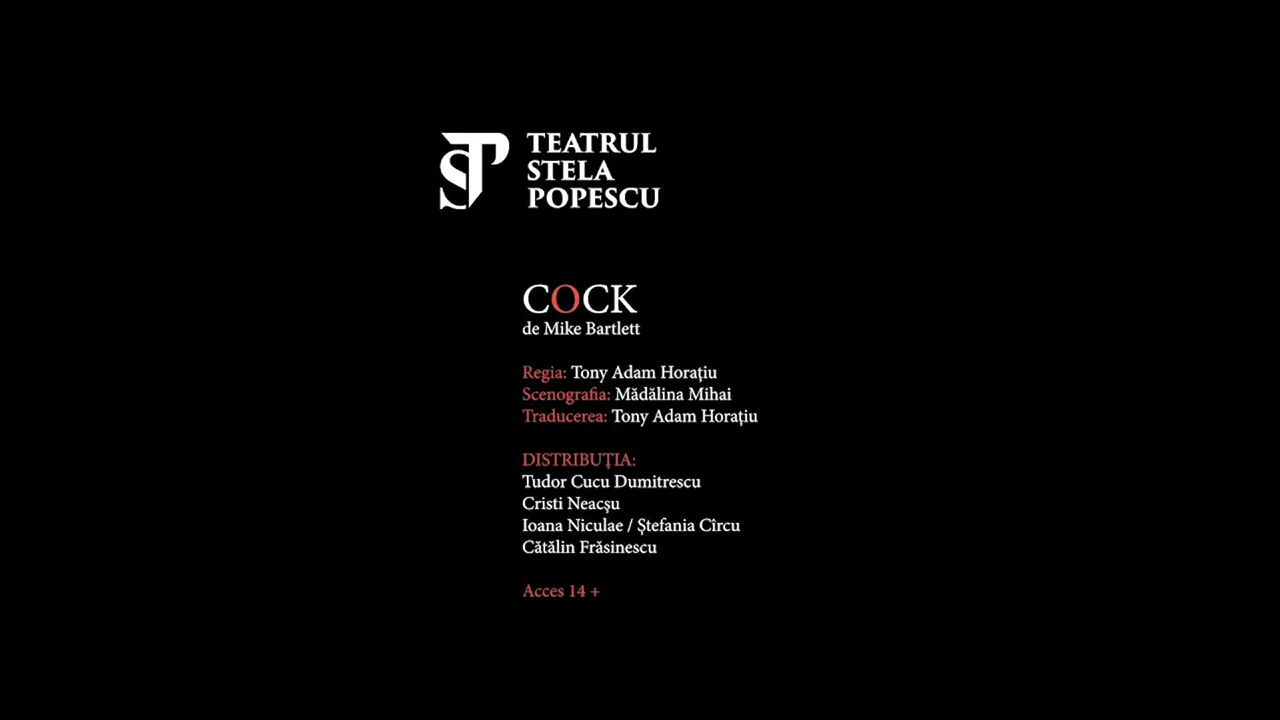 TEATRUL
STELA
POPESCU
COCK
de Mike Bartlett
Regia: Tony Adam Horațiu
Scenografia: Mădălina Mihai
Traducerea: Tony Adam Horațiu
DISTRIBUȚIA:
Tudor Cucu Dumitrescu
Cristi Neacșu
Ioana Niculae / Ștefania Cîrcu
Cătălin Frăsinescu
Acces 14 +